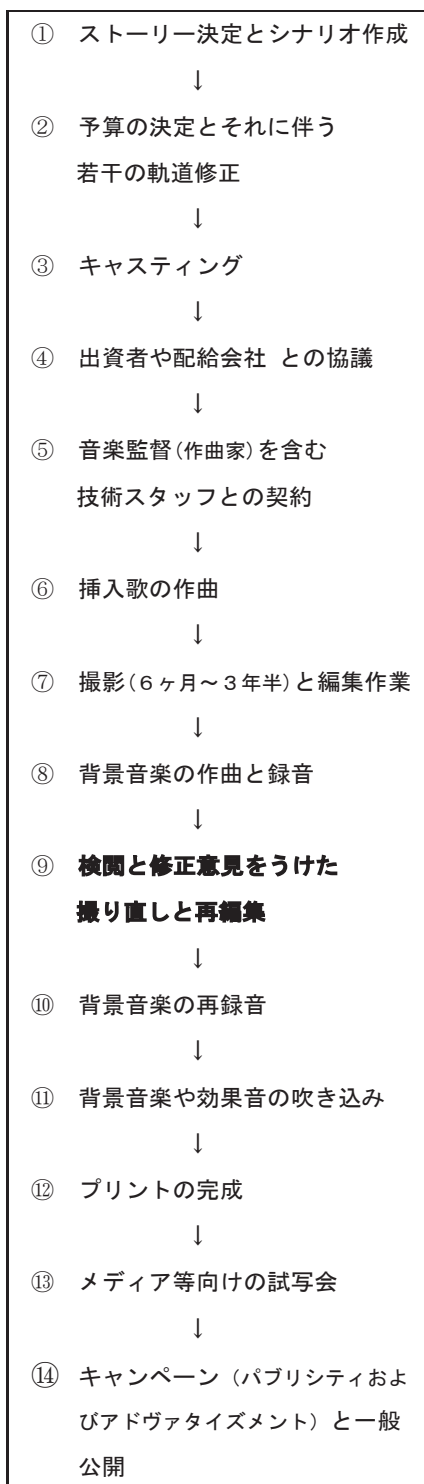 ① ストーリー決定とシナリオ作成
↓
② 予算の決定とそれに伴う
若干の軌道修正
↓
③ キャスティング
↓
④ 出資者や配給会社 との協議
↓
⑤ 音楽監督(作曲家)を含む
技術スタッフとの契約
↓
⑥ 挿入歌の作曲
↓
⑦ 撮影(6ヶ月～3年半)と編集作業
↓
⑧ 背景音楽の作曲と録音
↓
⑨ 検閲と修正意見をうけた
撮り直しと再編集
↓
⑩ 背景音楽の再録音
↓
⑪ 背景音楽や効果音の吹き込み
↓
⑫ プリントの完成
↓
⑬ メディア等向けの試写会
↓
⑭ キャンペーン（パブリシティおよ
びアドヴァタイズメント）と一般
公開